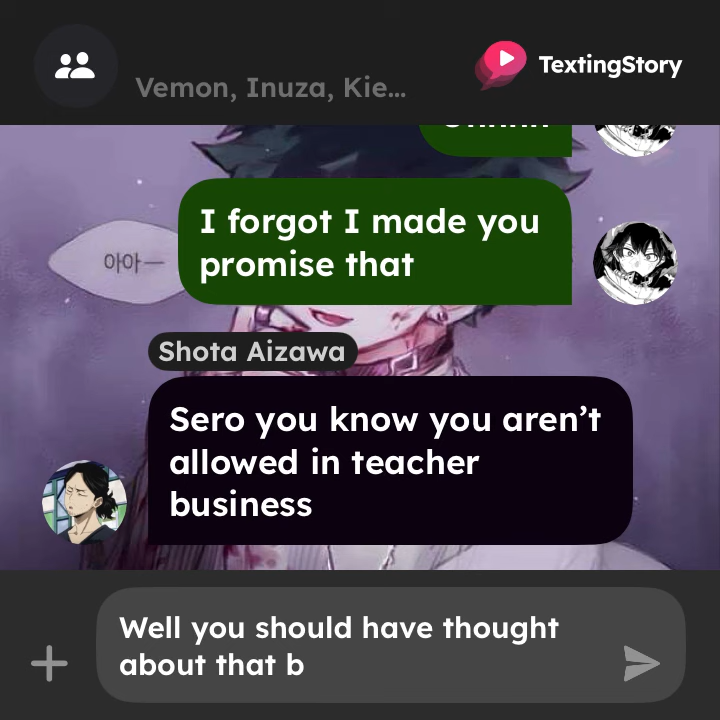 Vemon, Inuza, Kie...
TextingStory
I forgot I made you
promise that
아아—
Shota Aizawa
Sero you know you aren't
allowed in teacher
business
Well you should have thought
about that b